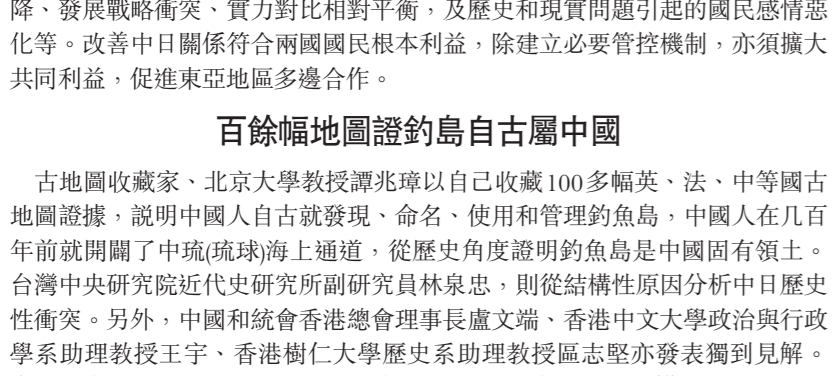 降、發展戰略衝突、實力對比相對平衡，及歷史和現實問題引起的國民感情惡
化等。改善中日關係符合兩國國民根本利益，除建立必要管控機制，亦須擴大
共同利益，促進東亞地區多邊合作。
百餘幅地圖證釣島自古屬中國
古地圖收藏家、北京大學教授譚兆璋以自己收藏100多幅英、法、中等國古
地圖證據，説明中國人自古就發現、命名、使用和管理釣魚島，中國人在几百
年前就開闢了中琉(琉球)海上通道，從歷史角度證明釣魚島是中國固有領土。
台灣中央研究院近代史研究所副研究員林泉忠，則從結構性原因分析中日歷史
性衝突。另外，中國和統會香港總會理事長盧文端、香港中文大學政治與行政
學系助理教授王宇、香港樹仁大學歷史系助理教授區志堅亦發表獨到見解。